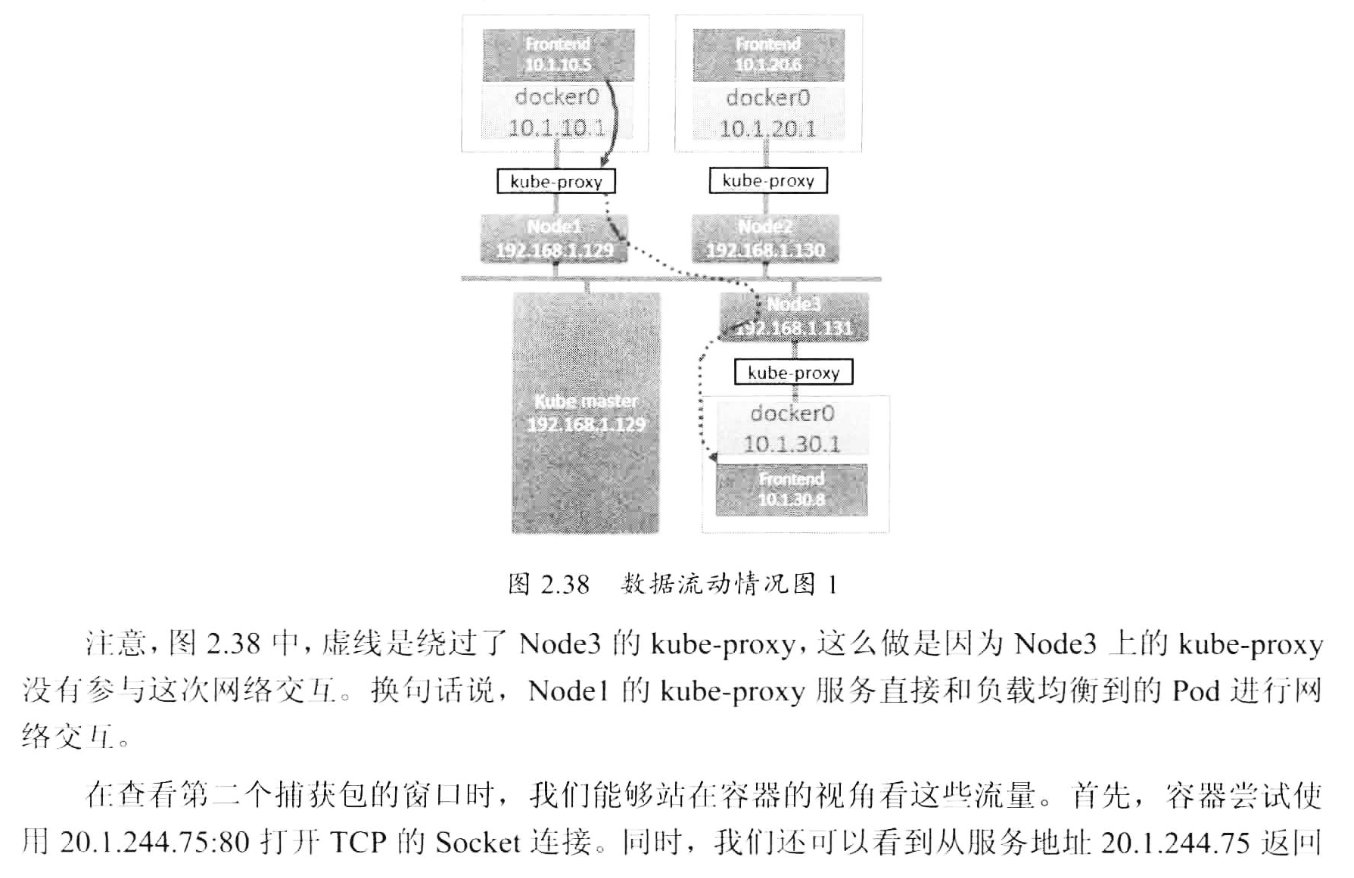 Frontend
10.1.10.5
docker0
10.1.10.1
kube-proxy
Node1
192.168.1.129
Frontend
10.1.20.6
docker0
10.1.20.1
kube-proxy
Node2
192.168.1.130
Kube master
192.168.1.129
Node3
192.168.1.131
kube-proxy
docker0
10.1.30.1
Frontend
10.1.30.8
图 2.38 数据流动情况图 1
注意,图 2.38 中,虚线是绕过了 Node3 的 kube-proxy,这么做是因为 Node3 上的 kube-proxy
没有参与这次网络交互。换句话说,Node1 的 kube-proxy 服务直接和负载均衡到的 Pod 进行网
络交互。
在查看第二个捕获包的窗口时,我们能够站在容器的视角看这些流量。首先,容器尝试使
用 20.1.244.75:80 打开 TCP 的 Socket 连接。同时,我们还可以看到从服务地址 20.1.244.75 返回